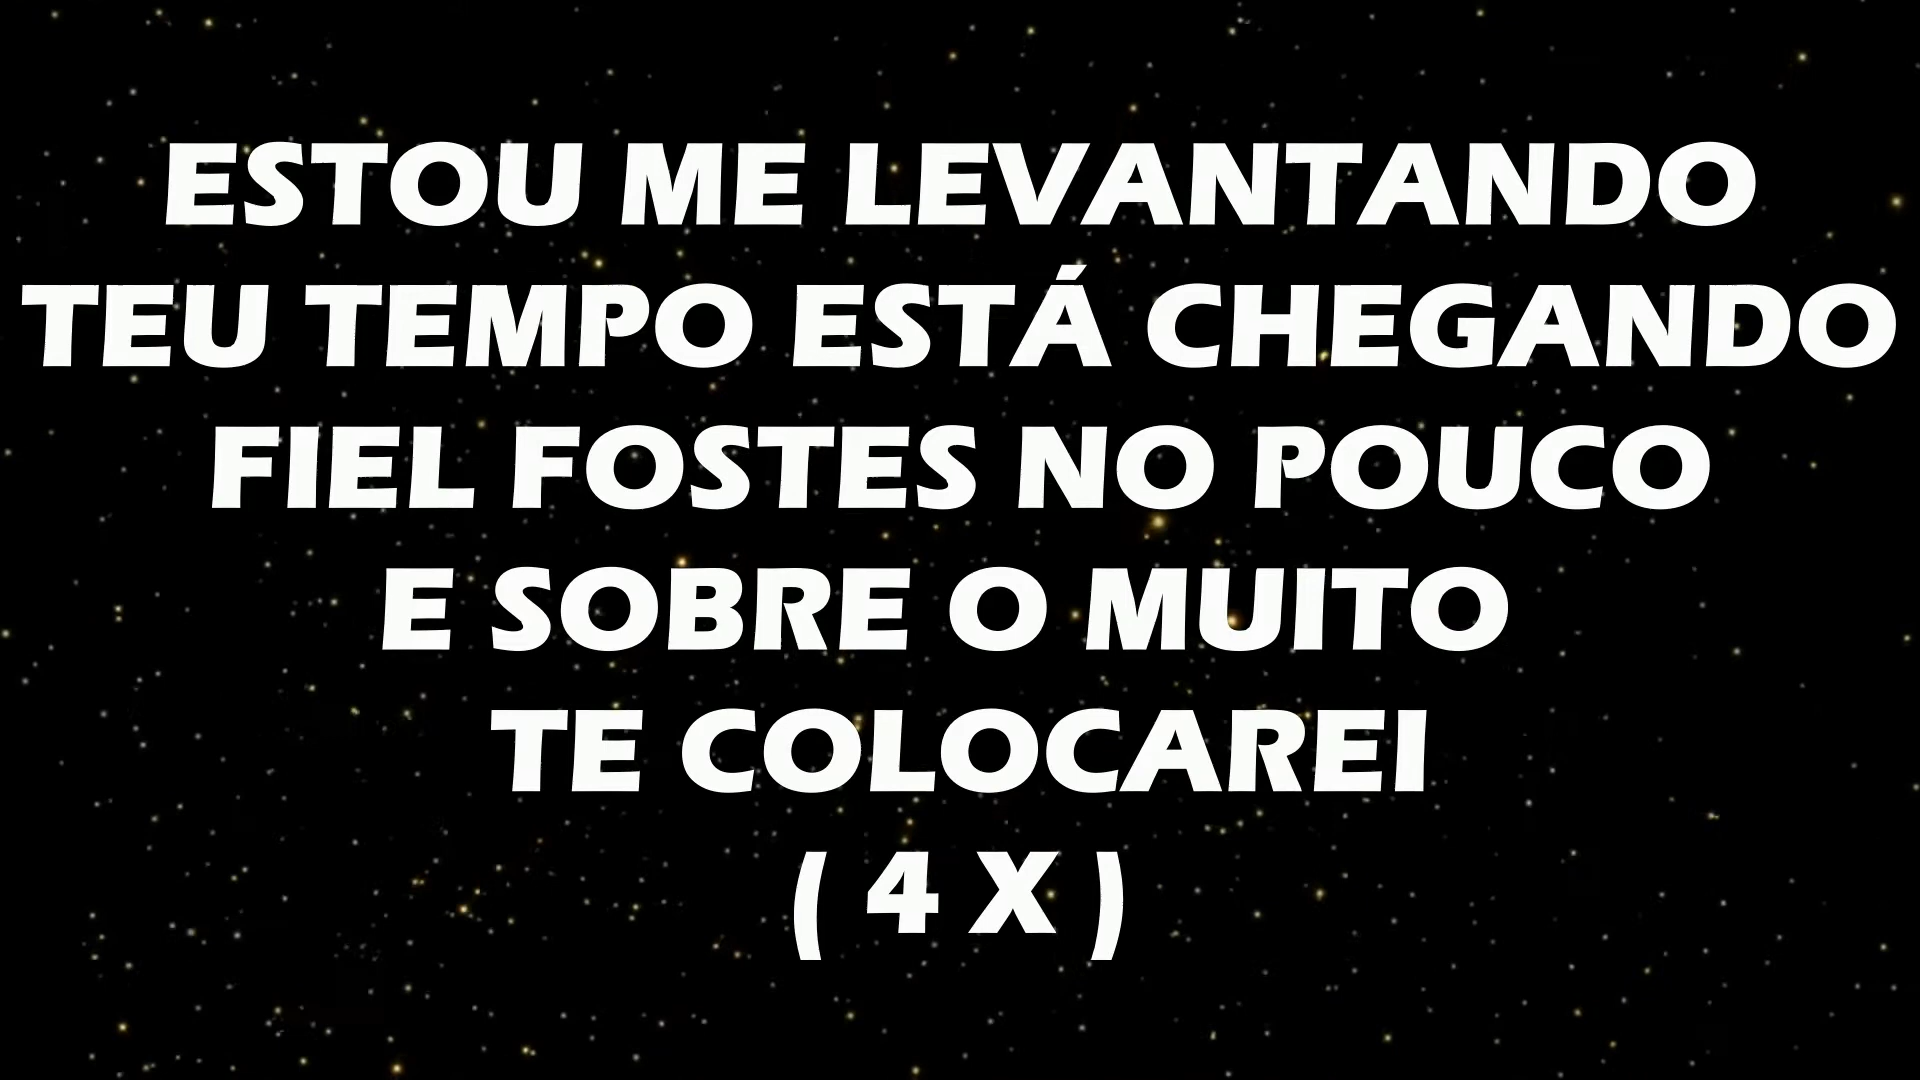 ESTOU ME LEVANTANDO
TEU TEMPO ESTÁ CHEGANDO
FIEL FOSTES NO POUCO
E SOBRE O MUITO
TE COLOCAREI
( 4 X )